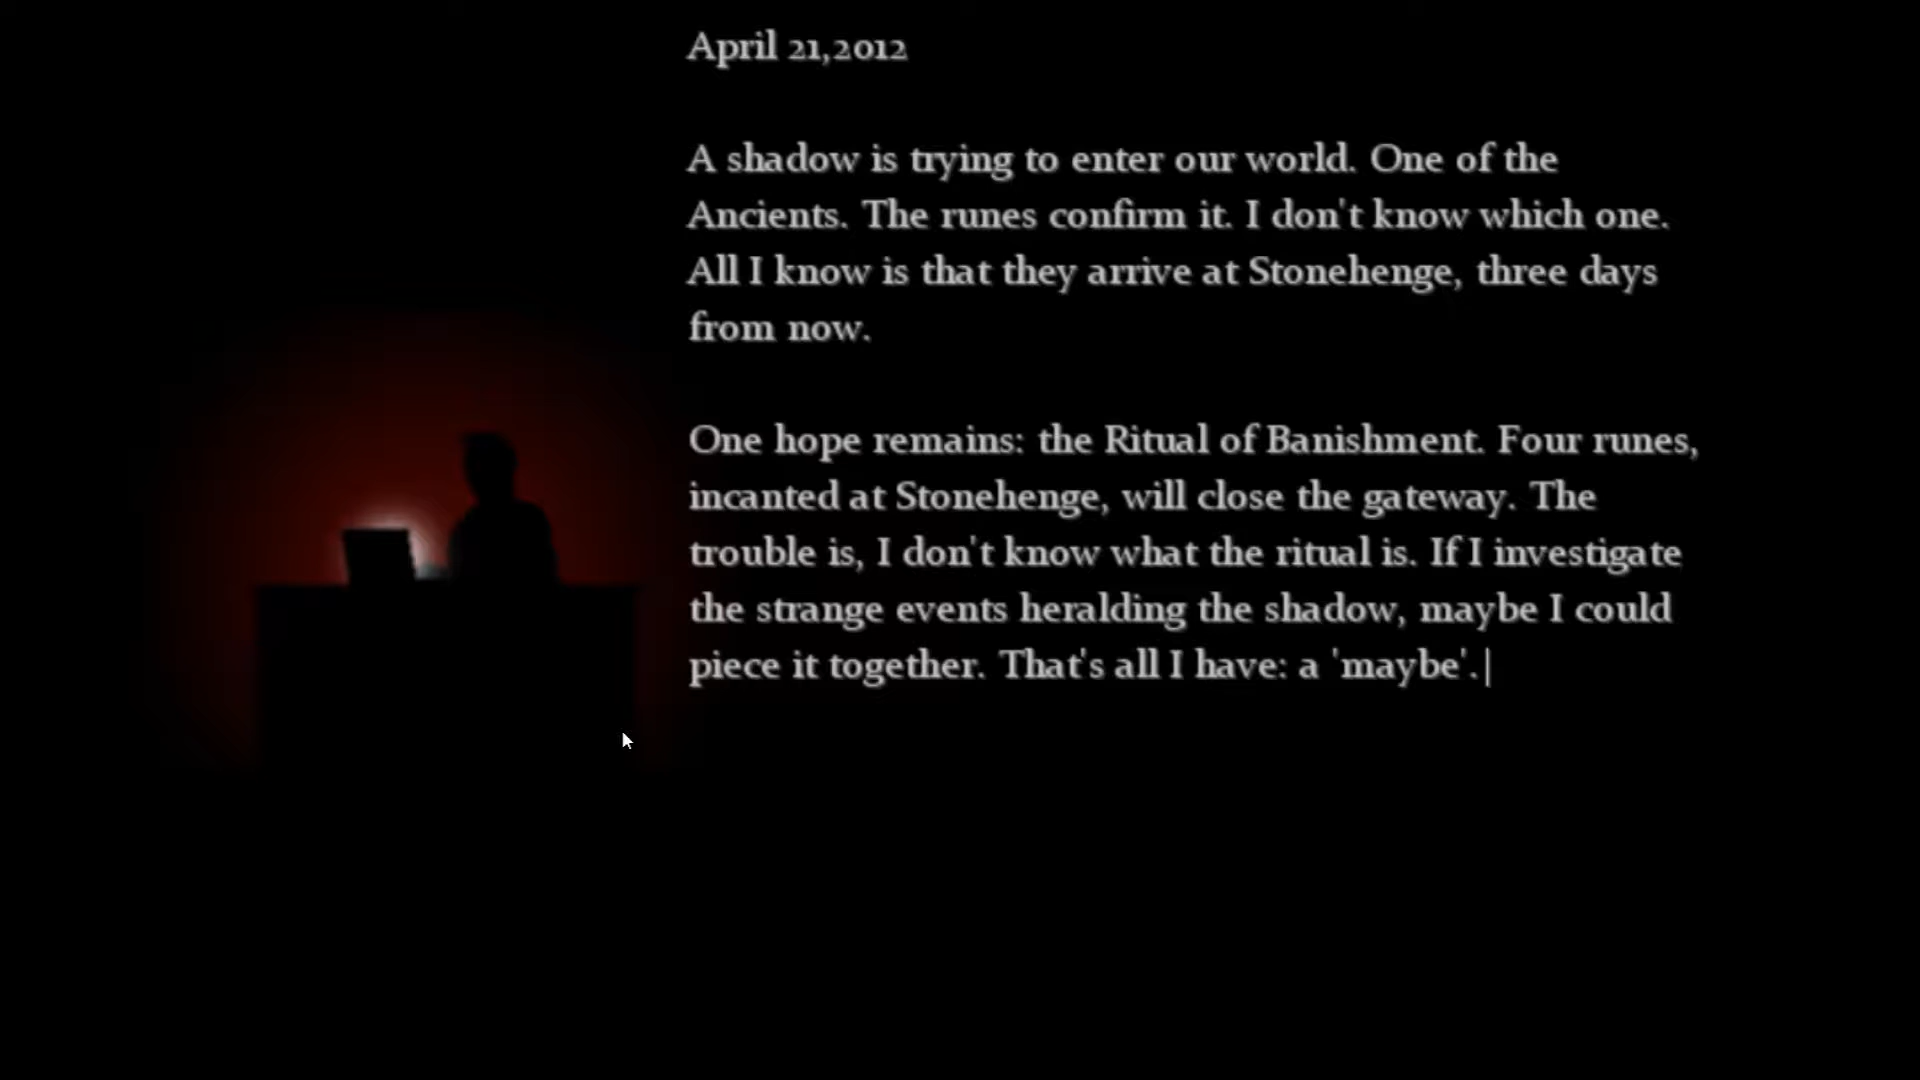 April 21,2012
A shadow is trying to enter our world. One of the
Ancients. The runes confirm it. I don't know which one.
All I know is that they arrive at Stonehenge, three days
from now.
One hope remains: the Ritual of Banishment. Four runes,
incanted at Stonehenge, will close the gateway. The
trouble is, I don't know what the ritual is. If I investigate
the strange events heralding the shadow, maybe I could
piece it together. That's all I have: a 'maybe'.|